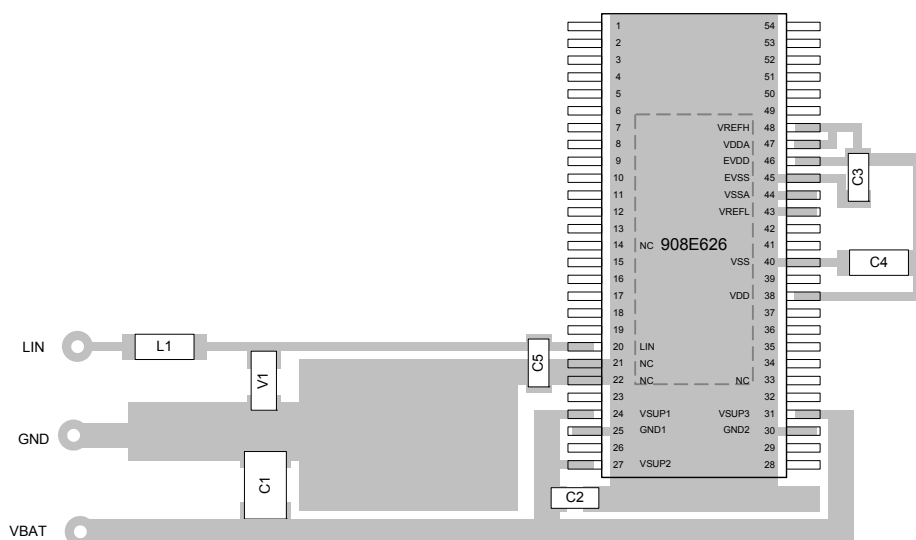 1 54
2 53
3 52
4 51
5 50
6 49
7 VREFH 48
8 VDDA 47
9 EVDD 46
10 EVSS 45
11 VSSA 44
12 VREFL 43
13 42
14 NC 908E626 41
15 VSS 40
16 39
17 VDD 38
18 37
19 36
20 LIN 35
21 NC 34
22 NC NC 33
23 32
24 VSUP1 VSUP3 31
25 GND1 GND2 30
26 29
27 VSUP2 28
C3
C4
LIN
L1
V1
C5
GND
C1
C2
VBAT